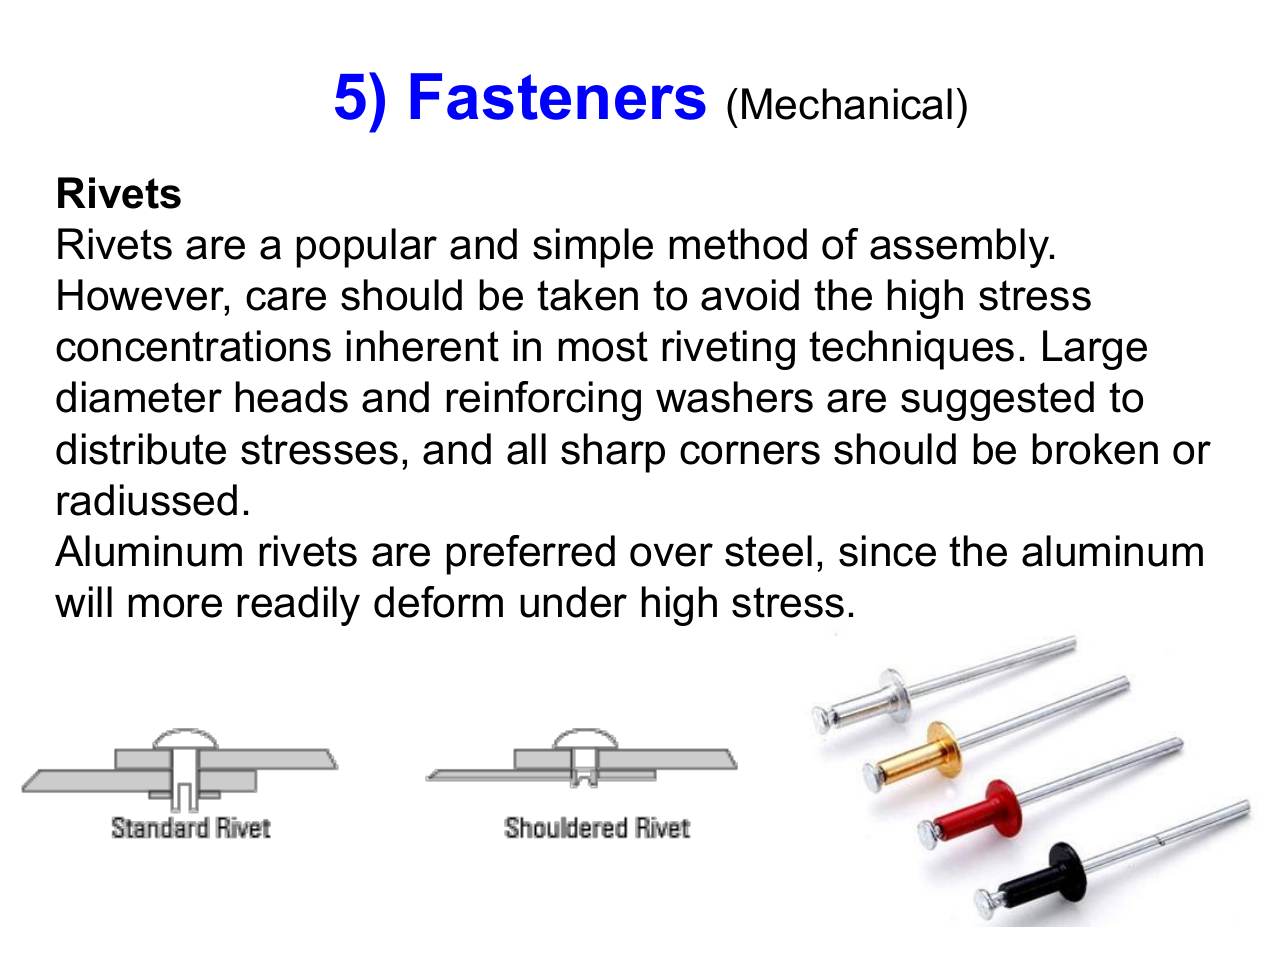 5) Fasteners (Mechanical)
Rivets
Rivets are a popular and simple method of assembly.
However, care should be taken to avoid the high stress
concentrations inherent in most riveting techniques. Large
diameter heads and reinforcing washers are suggested to
distribute stresses, and all sharp corners should be broken or
radiussed.
Aluminum rivets are preferred over steel, since the aluminum
will more readily deform under high stress.
Standard Rivet
Shouldered Rivet